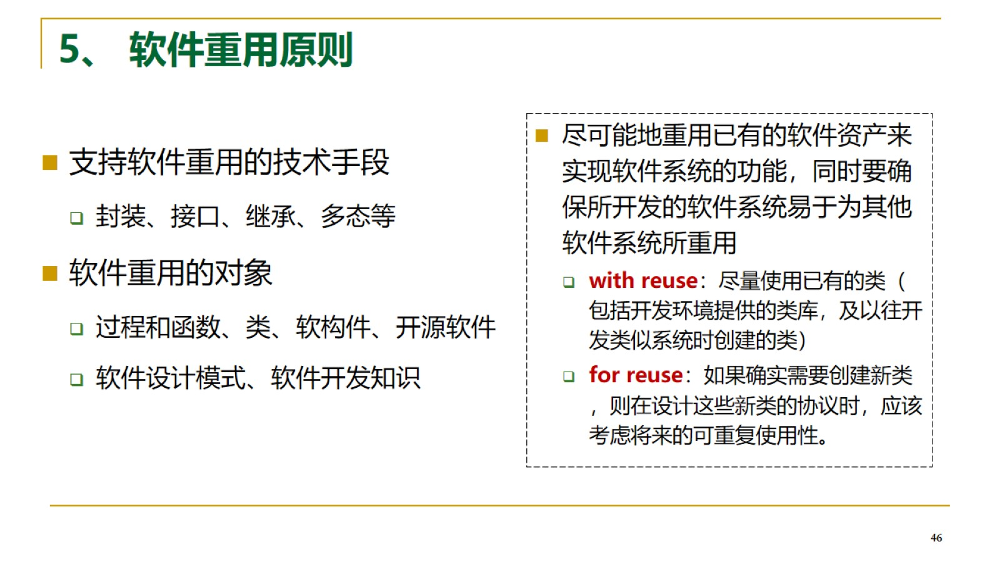 5、 软件重用原则
支持软件重用的技术手段
封装、接口、继承、多态等
软件重用的对象
过程和函数、类、软构件、开源软件
软件设计模式、软件开发知识
尽可能地重用已有的软件资产来
实现软件系统的功能，同时要确
保所开发的软件系统易于为其他
软件系统所重用
with reuse：尽量使用已有的类（
包括开发环境提供的类库，及以往开
发类似系统时创建的类）
for reuse：如果确实需要创建新类
，则在设计这些新类的协议时，应该
考虑将来的可重复使用性。
46